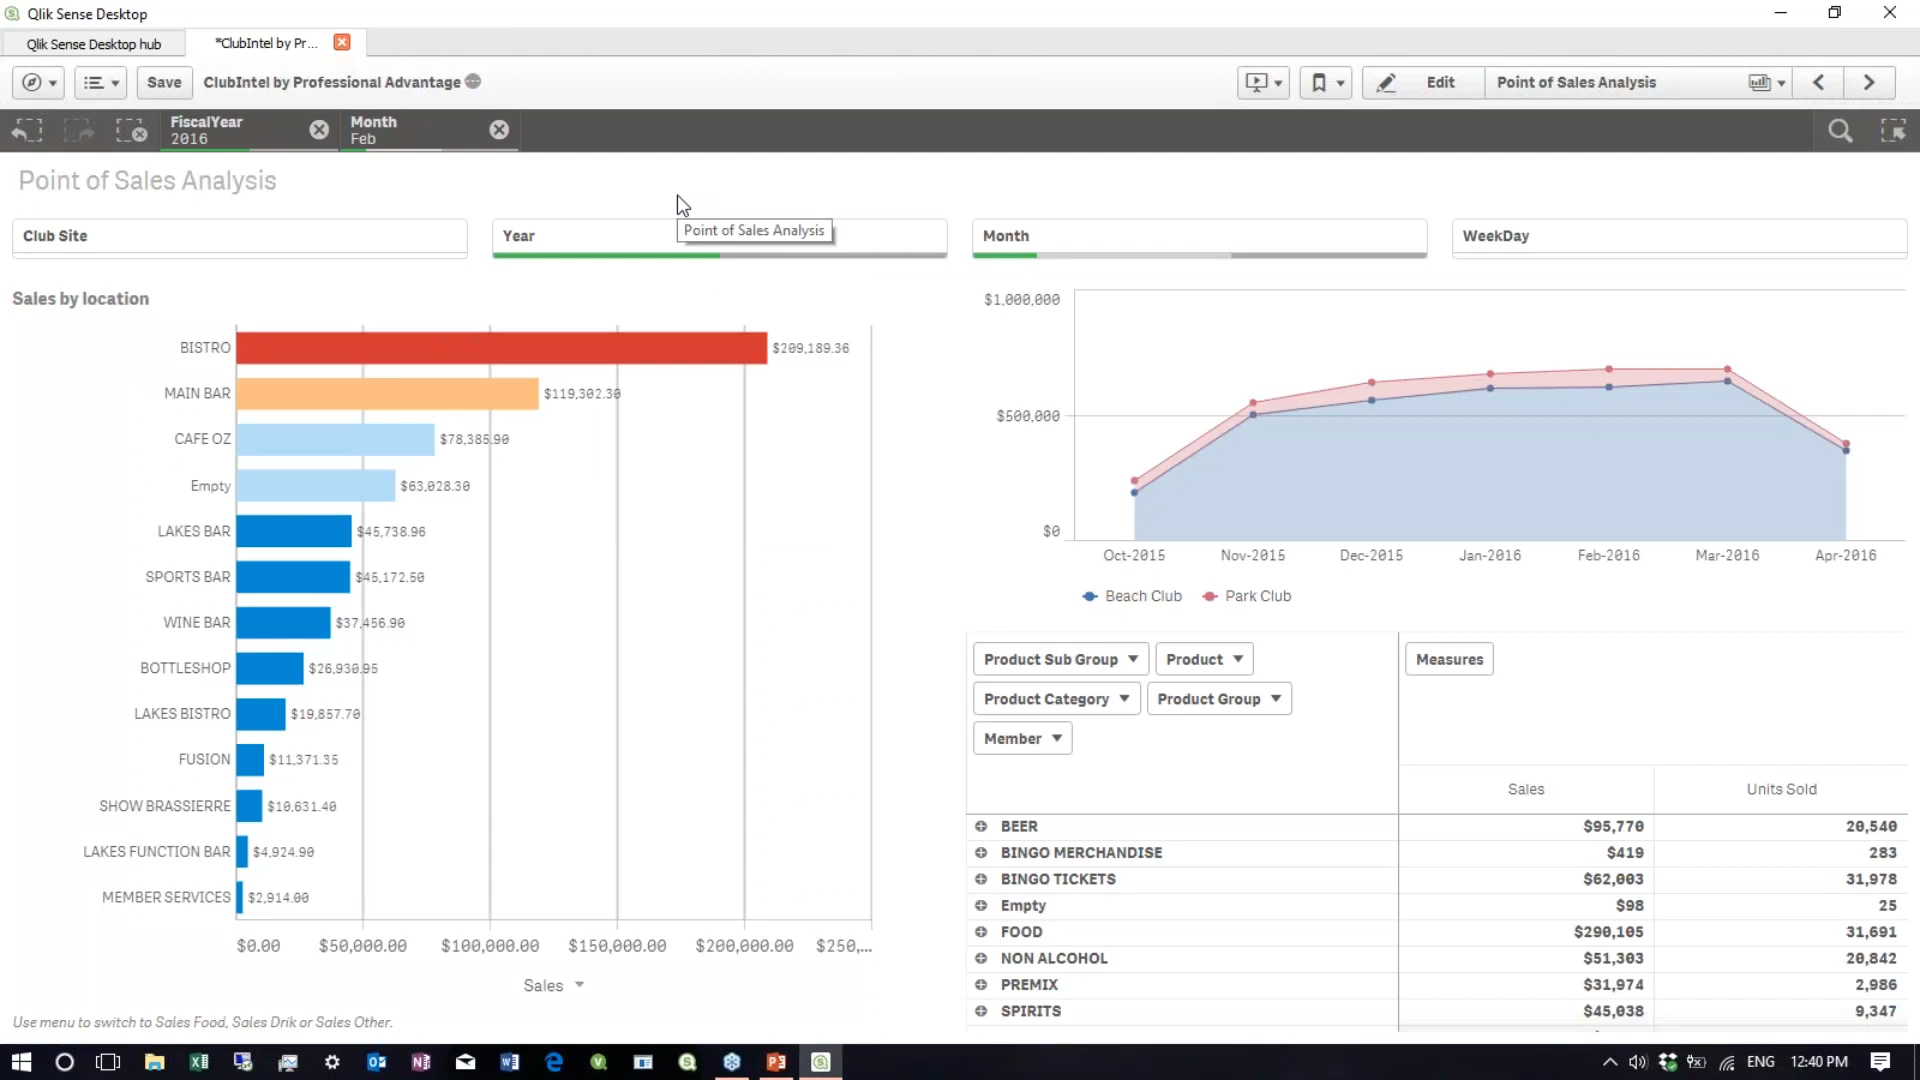 Qlik Sense Desktop
Qlik Sense Desktop hub
*ClubIntel by Pr...
Save
ClubIntel by Professional Advantage
Edit
Point of Sales Analysis
FiscalYear
2016
Month
Feb
Point of Sales Analysis
Point of Sales Analysis
Club Site
Year
Month
WeekDay
Sales by location
BISTRO $209,189.36
MAIN BAR $119,302.30
CAFE OZ $78,385.90
Empty $63,028.30
LAKES BAR $45,738.96
SPORTS BAR $45,172.50
WINE BAR $37,456.90
BOTTLESHOP $26,930.95
LAKES BISTRO $19,857.70
FUSION $11,371.35
SHOW BRASSIERRE $10,631.40
LAKES FUNCTION BAR $4,924.90
MEMBER SERVICES $2,914.00
$0.00 $50,000.00 $100,000.00 $150,000.00 $200,000.00 $250,...
Sales
Use menu to switch to Sales Food, Sales Drik or Sales Other.
$1,000,000
$500,000
$0
Oct-2015 Nov-2015 Dec-2015 Jan-2016 Feb-2016 Mar-2016 Apr-2016
Beach Club Park Club
Product Sub Group Product
Product Category Product Group
Member
Measures
Sales Units Sold
BEER $95,770 20,540
BINGO MERCHANDISE $419 283
BINGO TICKETS $62,003 31,978
Empty $98 25
FOOD $290,105 31,691
NON ALCOHOL $51,303 20,842
PREMIX $31,974 2,986
SPIRITS $45,038 9,347
ENG 12:40 PM